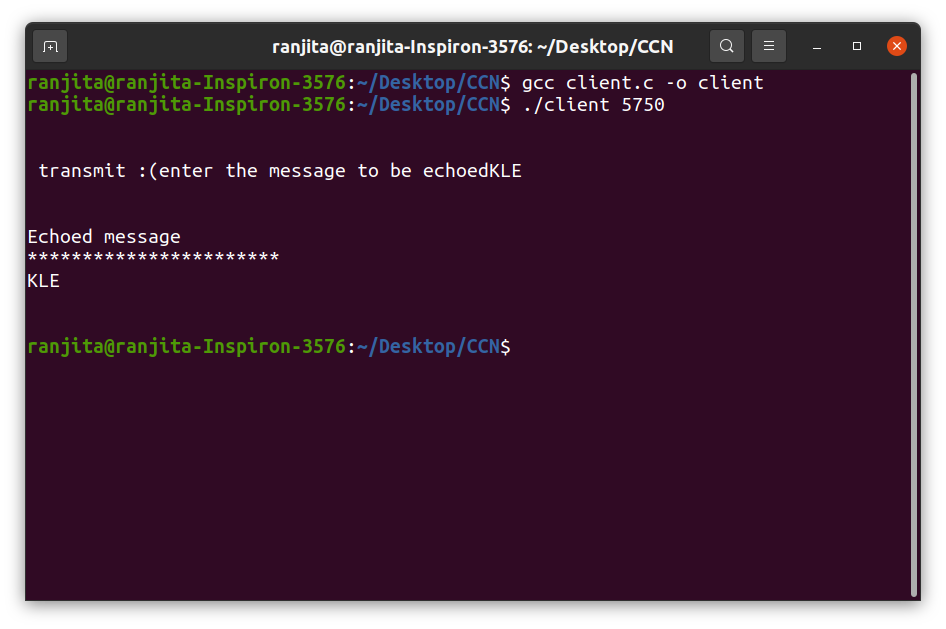 ranjita@ranjita-Inspiron-3576: ~/Desktop/CCN
ranjita@ranjita-Inspiron-3576:~/Desktop/CCN$ gcc client.c -o client
ranjita@ranjita-Inspiron-3576:~/Desktop/CCN$ ./client 5750
transmit :(enter the message to be echoedKLE
Echoed message
***********************
KLE
ranjita@ranjita-Inspiron-3576:~/Desktop/CCN$